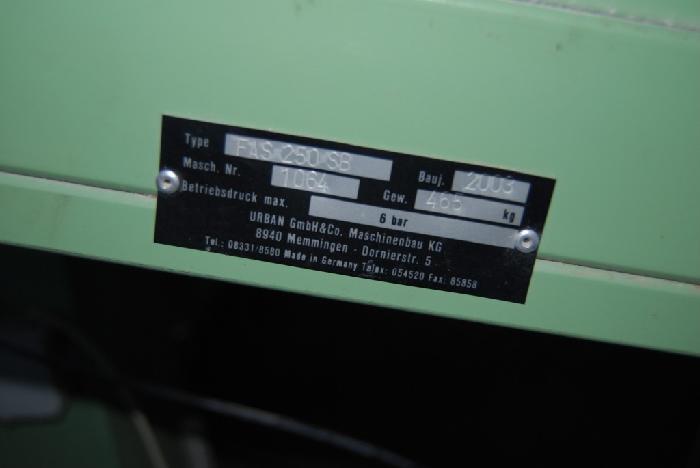 Type FAS 250 SB Bauj. 2003
Masch. Nr. 1064 Gew. 465 kg
Betriebsdruck max. 6 bar
URBAN GmbH&Co. Maschinenbau KG
8940 Memmingen - Dornierstr. 5
Tel.: 08331/8580 Made in Germany Telex: 054520 Fax: 85858